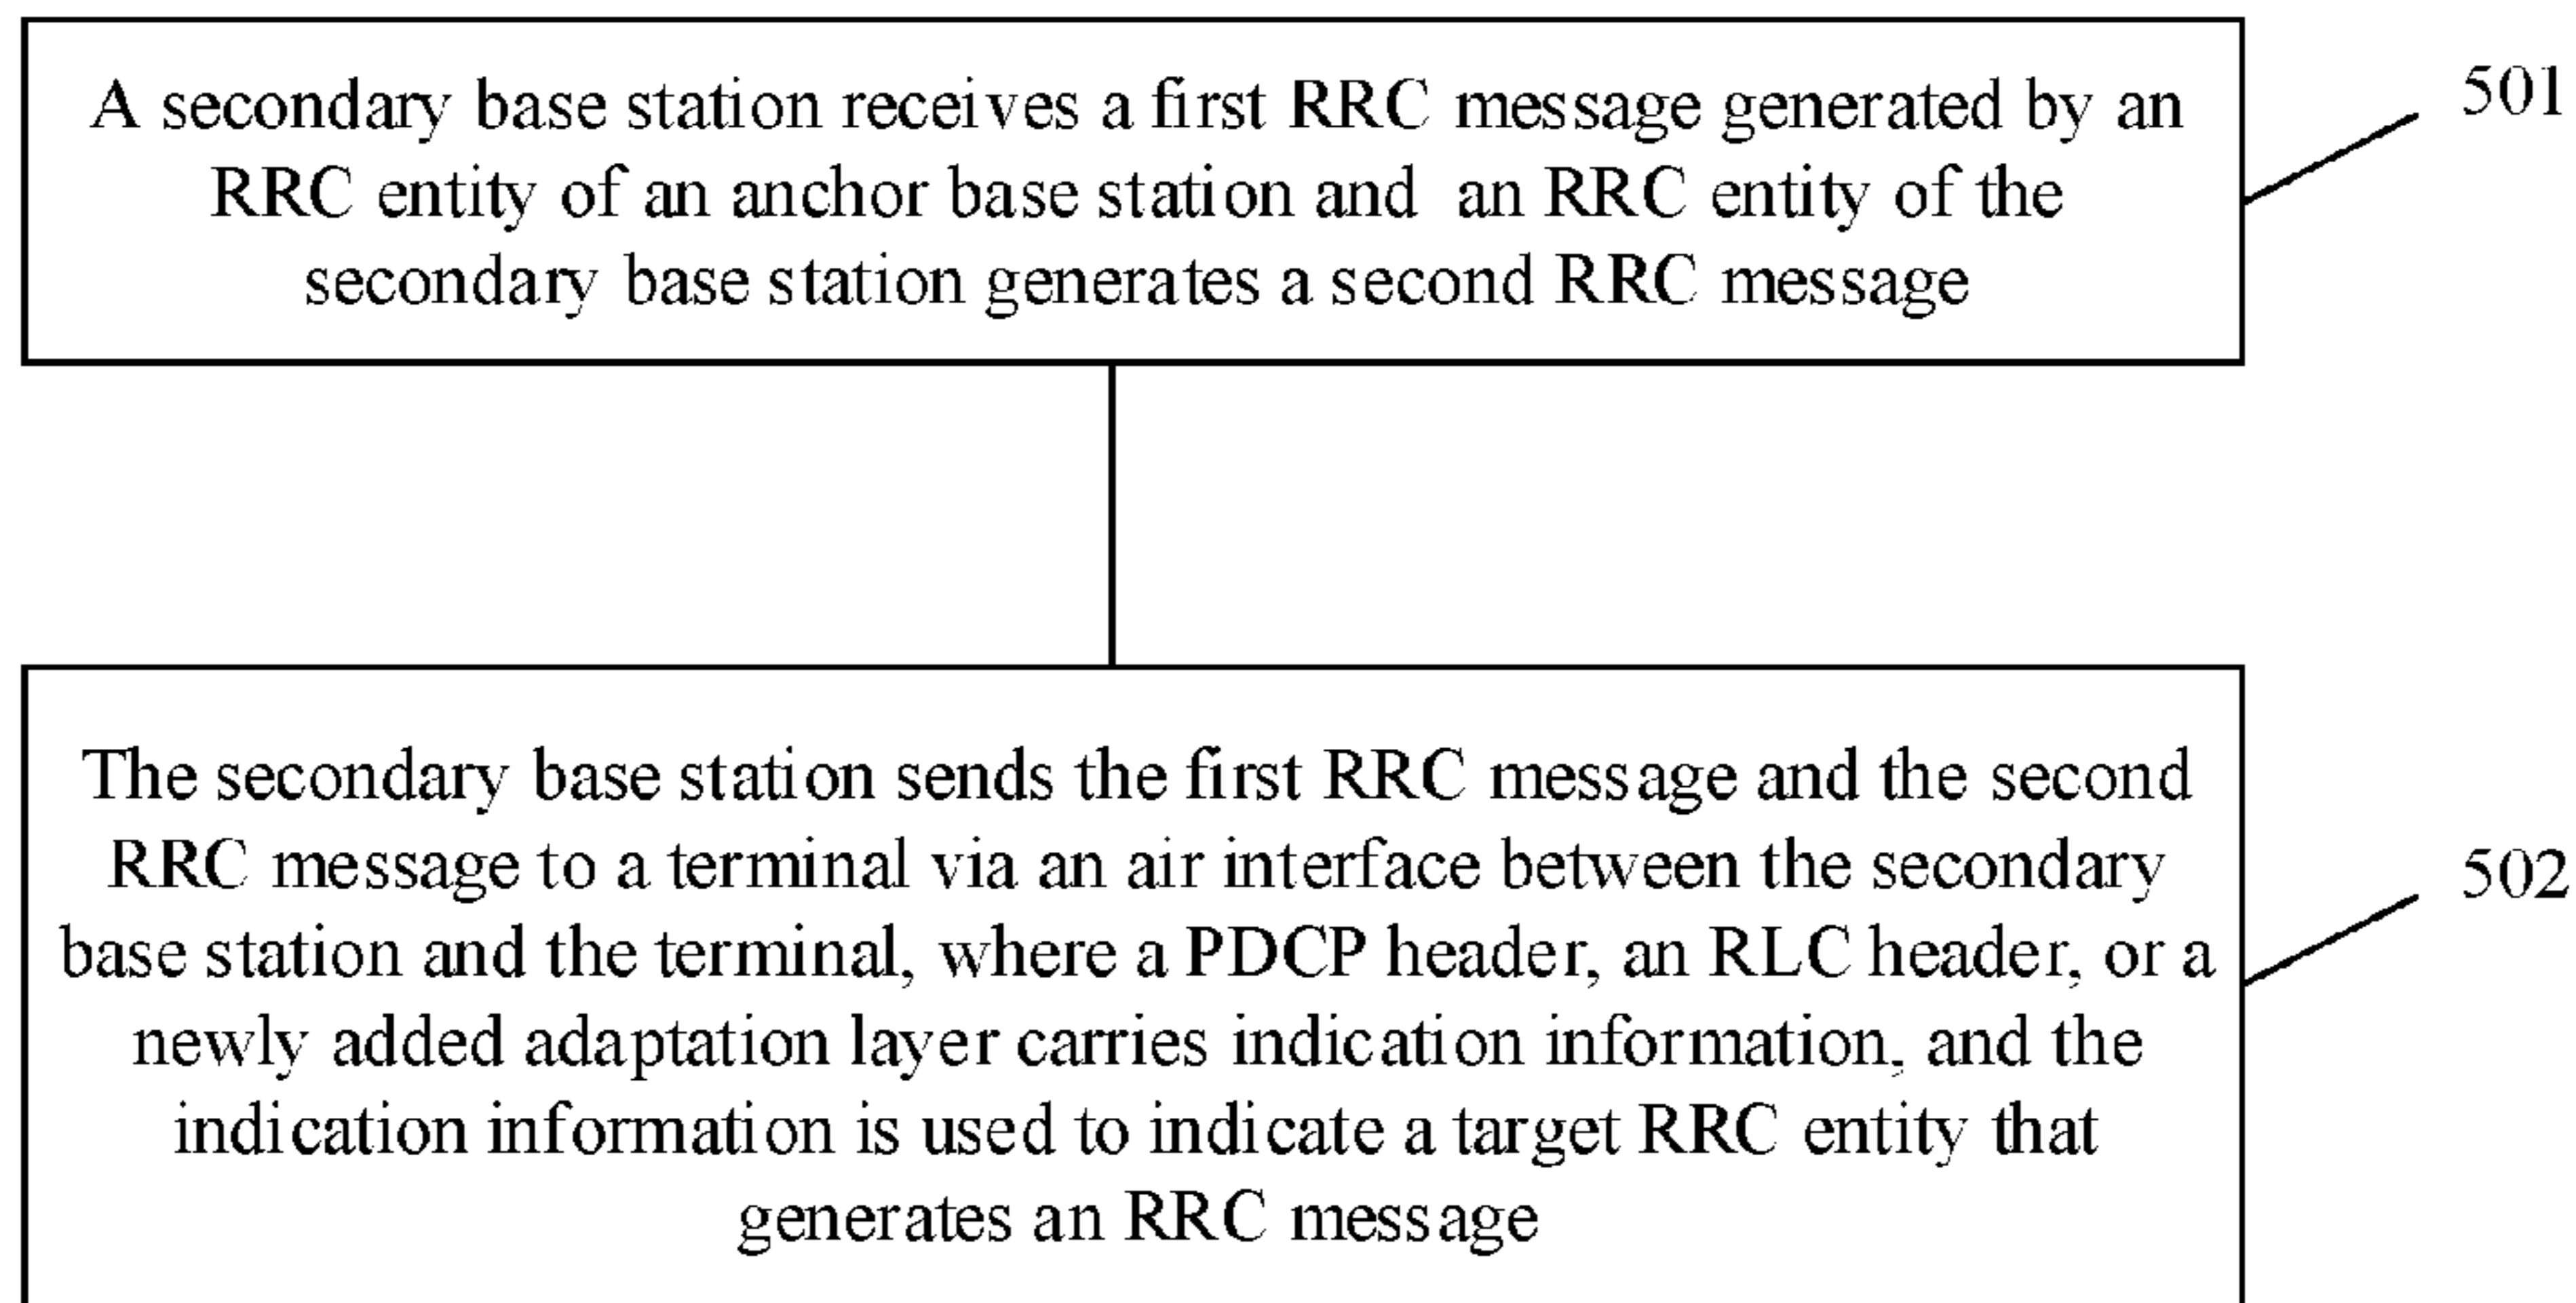 A secondary base station receives a first RRC message generated by an
RRC entity of an anchor base station and an RRC entity of the
secondary base station generates a second RRC message
501
The secondary base station sends the first RRC message and the second
RRC message to a terminal via an air interface between the secondary
base station and the terminal, where a PDCP header, an RLC header, or a
newly added adaptation layer carries indication information, and the
indication information is used to indicate a target RRC entity that
generates an RRC message
502